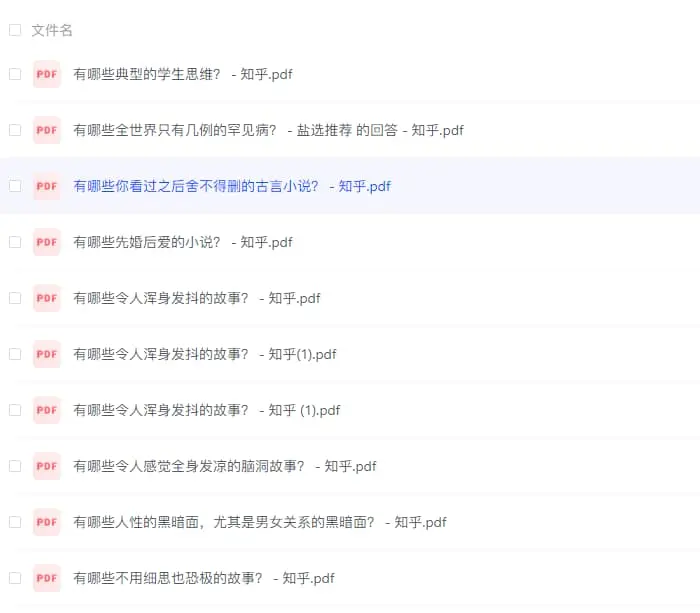 文件名
PDF 有哪些典型的学生思维？ - 知乎.pdf
PDF 有哪些全世界只有几例的罕见病？ - 盐选推荐 的回答 - 知乎.pdf
PDF 有哪些你看过之后舍不得删的古言小说？ - 知乎.pdf
PDF 有哪些先婚后爱的小说？ - 知乎.pdf
PDF 有哪些令人浑身发抖的故事？ - 知乎.pdf
PDF 有哪些令人浑身发抖的故事？ - 知乎(1).pdf
PDF 有哪些令人浑身发抖的故事？ - 知乎 (1).pdf
PDF 有哪些令人感觉全身发凉的脑洞故事？ - 知乎.pdf
PDF 有哪些人性的黑暗面，尤其是男女关系的黑暗面？ - 知乎.pdf
PDF 有哪些不用细思也恐极的故事？ - 知乎.pdf